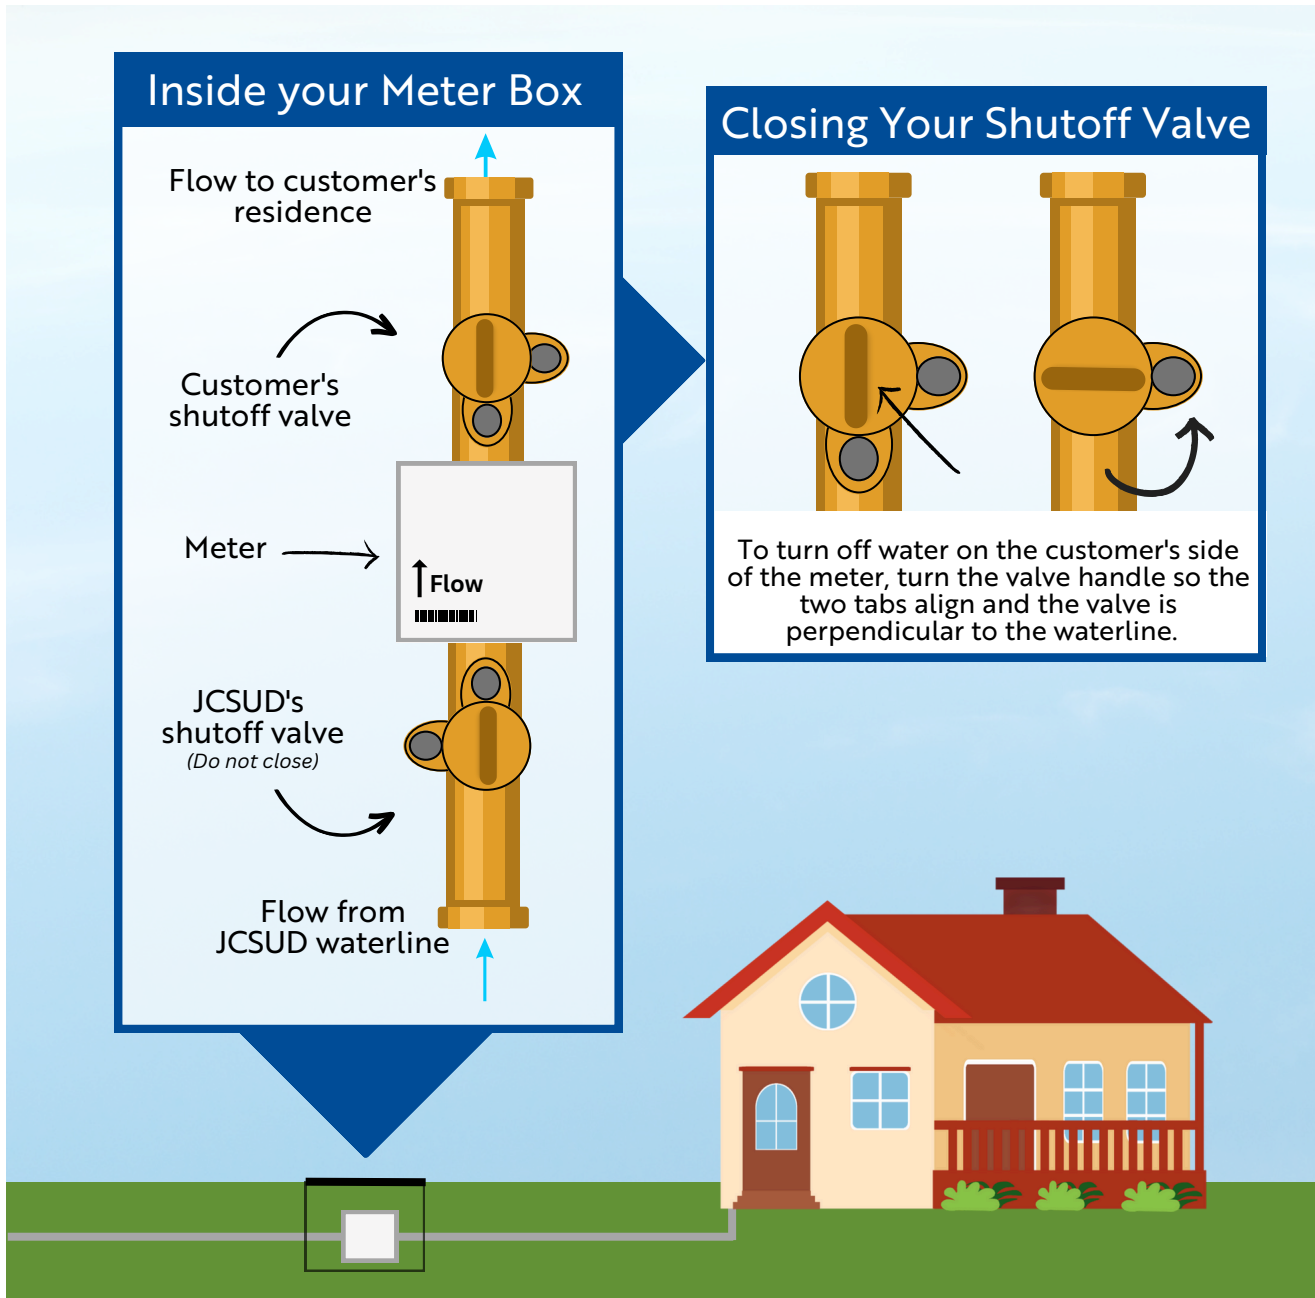 Inside your Meter Box
Flow to customer's
residence
Customer's
shutoff valve
Meter
Flow
JCSUD's
shutoff valve
(Do not close)
Flow from
JCSUD waterline
Closing Your Shutoff Valve
To turn off water on the customer's side
of the meter, turn the valve handle so the
two tabs align and the valve is
perpendicular to the waterline.